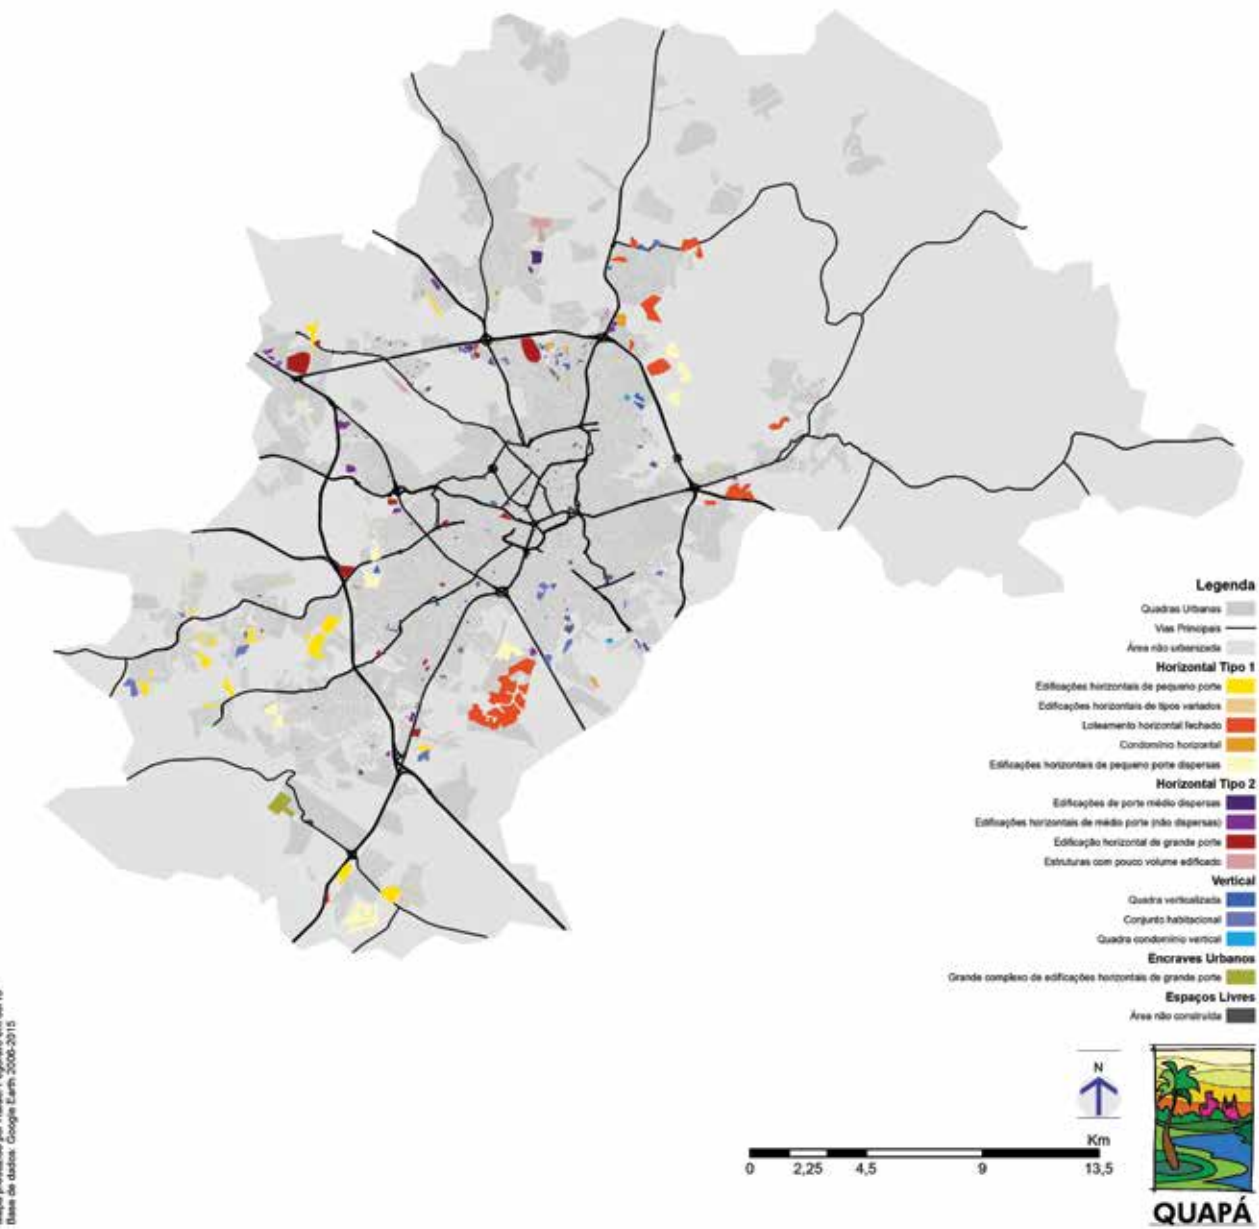 Legenda
Quadras Urbanas
Vias Principais
Área não urbanizada
Horizontal Tipo 1
Edificações horizontais de pequeno porte
Edificações horizontais de tipos variados
Loteamento horizontal fechado
Condomínio horizontal
Edificações horizontais de pequeno porte dispersas
Horizontal Tipo 2
Edificações de porte médio dispersas
Edificações horizontais de médio porte (não dispersas)
Edificação horizontal de grande porte
Estruturas com pouco volume edificado
Vertical
Quadra verticalizada
Conjunto habitacional
Quadra condomínio vertical
Encraves Urbanos
Grande complexo de edificações horizontais de grande porte
Espaços Livres
Área não construída
N
Km
0 2,25 4,5 9 13,5
QUAPÁ
Base de dados: Google Earth 2006-2015